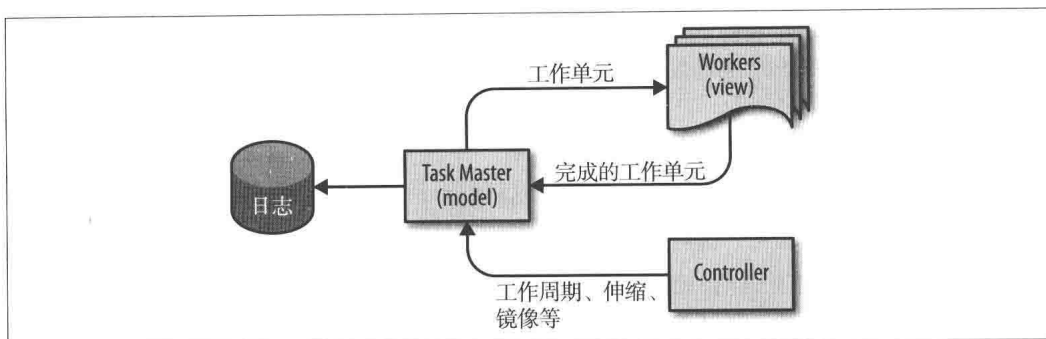 工作单元
Workers
(view)
Task Master
(model)
完成的工作单元
日志
Controller
工作周期、伸缩、
镜像等